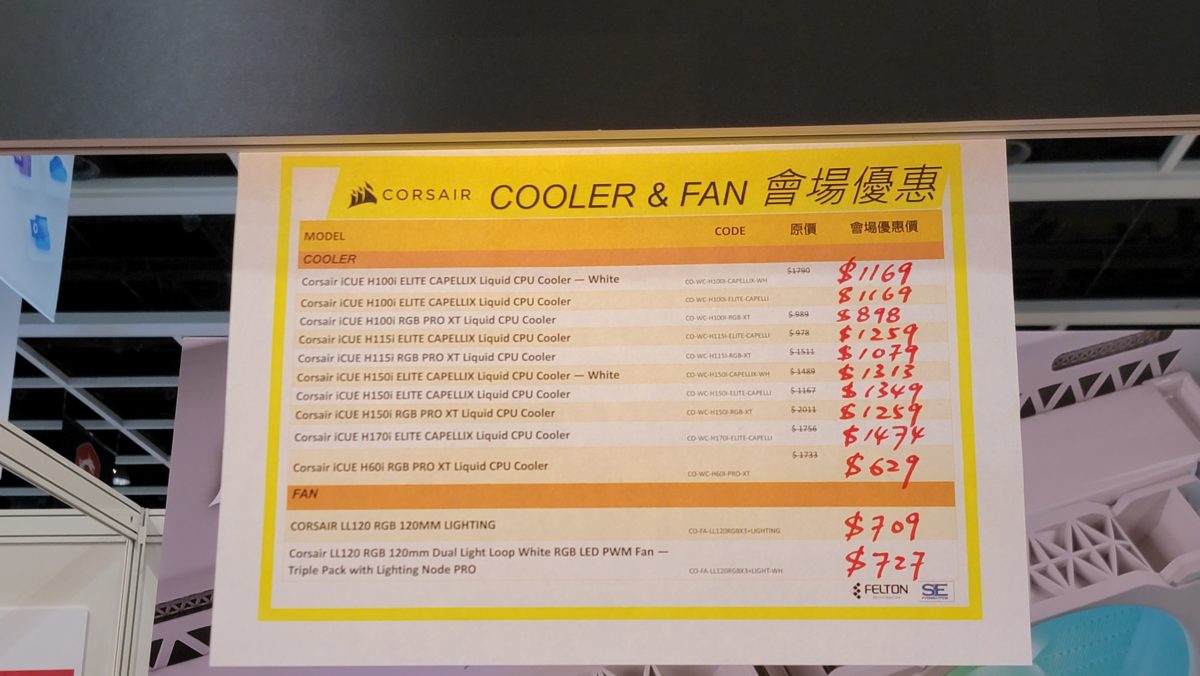 CORSAIR COOLER & FAN 會場優惠
MODEL CODE 原價 會場優惠價
COOLER
Corsair iCUE H100i ELITE CAPELLIX Liquid CPU Cooler — White CO-WC-H100I-CAPELLIX-WH $1790 $1169
Corsair iCUE H100i ELITE CAPELLIX Liquid CPU Cooler CO-WC-H100I-ELITE-CAPELLI $1169
Corsair iCUE H100i RGB PRO XT Liquid CPU Cooler CO-WC-H100I-RGB-XT $ 989 $898
Corsair iCUE H115i ELITE CAPELLIX Liquid CPU Cooler CO-WC-H115I-ELITE-CAPELLI $ 978 $1259
Corsair iCUE H115i RGB PRO XT Liquid CPU Cooler CO-WC-H115I-RGB-XT $ 1511 $1079
Corsair iCUE H150i ELITE CAPELLIX Liquid CPU Cooler — White CO-WC-H150I-CAPELLIX-WH $ 1489 $1313
Corsair iCUE H150i ELITE CAPELLIX Liquid CPU Cooler CO-WC-H150I-ELITE-CAPELLI $ 1167 $1349
Corsair iCUE H150i RGB PRO XT Liquid CPU Cooler CO-WC-H150I-RGB-XT $ 2011 $1259
Corsair iCUE H170i ELITE CAPELLIX Liquid CPU Cooler CO-WC-H170I-ELITE-CAPELLI $ 1756 $1474
Corsair iCUE H60i RGB PRO XT Liquid CPU Cooler CO-WC-H60I-PRO-XT $ 1733 $629
FAN
CORSAIR LL120 RGB 120MM LIGHTING CO-FA-LL120RGBX3+LIGHTING $709
Corsair LL120 RGB 120mm Dual Light Loop White RGB LED PWM Fan —
Triple Pack with Lighting Node PRO CO-FA-LL120RGBX3+LIGHT-WH $727
FELTON SE